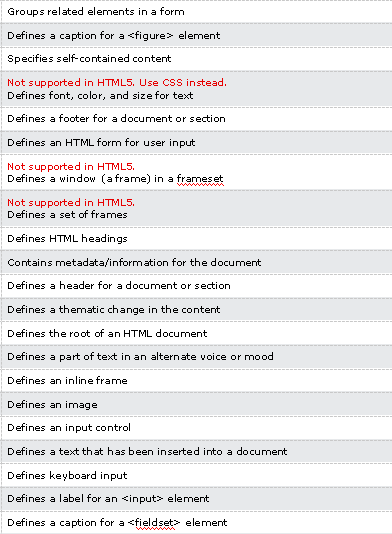 Groups related elements in a form
Defines a caption for a <figure> element
Specifies self-contained content
Not supported in HTML5. Use CSS instead.
Defines font, color, and size for text
Defines a footer for a document or section
Defines an HTML form for user input
Not supported in HTML5.
Defines a window (a frame) in a frameset
Not supported in HTML5.
Defines a set of frames
Defines HTML headings
Contains metadata/information for the document
Defines a header for a document or section
Defines a thematic change in the content
Defines the root of an HTML document
Defines a part of text in an alternate voice or mood
Defines an inline frame
Defines an image
Defines an input control
Defines a text that has been inserted into a document
Defines keyboard input
Defines a label for an <input> element
Defines a caption for a <fieldset> element